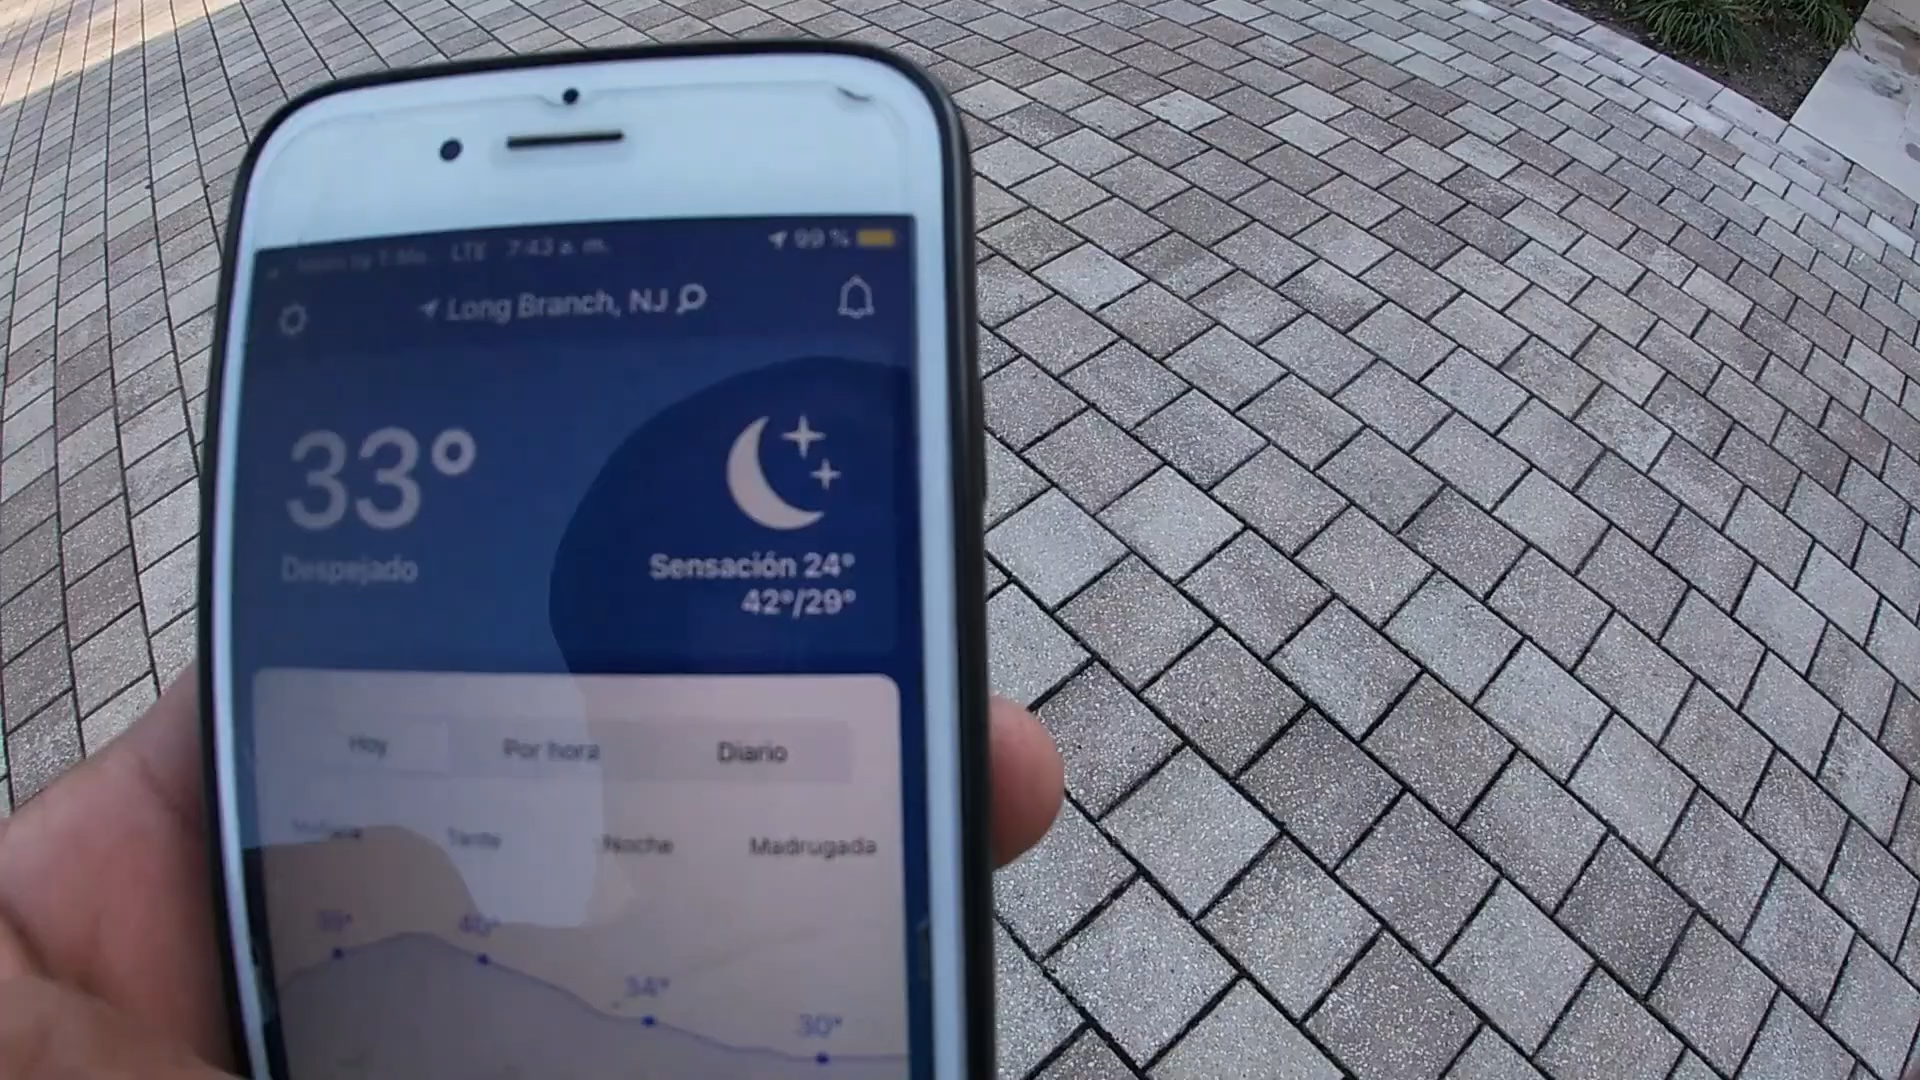 LTE 7:43 a. m. 99 %
Long Branch, NJ
33°
Despejado
Sensación 24°
42°/29°
Hoy Por hora Diario
Mañana Tarde Noche Madrugada
40°
34°
30°